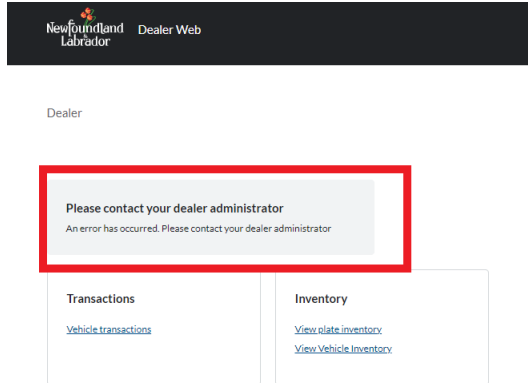 Newfoundland
Labrador
Dealer Web
Dealer
Please contact your dealer administrator
An error has occurred. Please contact your dealer administrator
Transactions
Vehicle transactions
Inventory
View plate inventory
View Vehicle Inventory